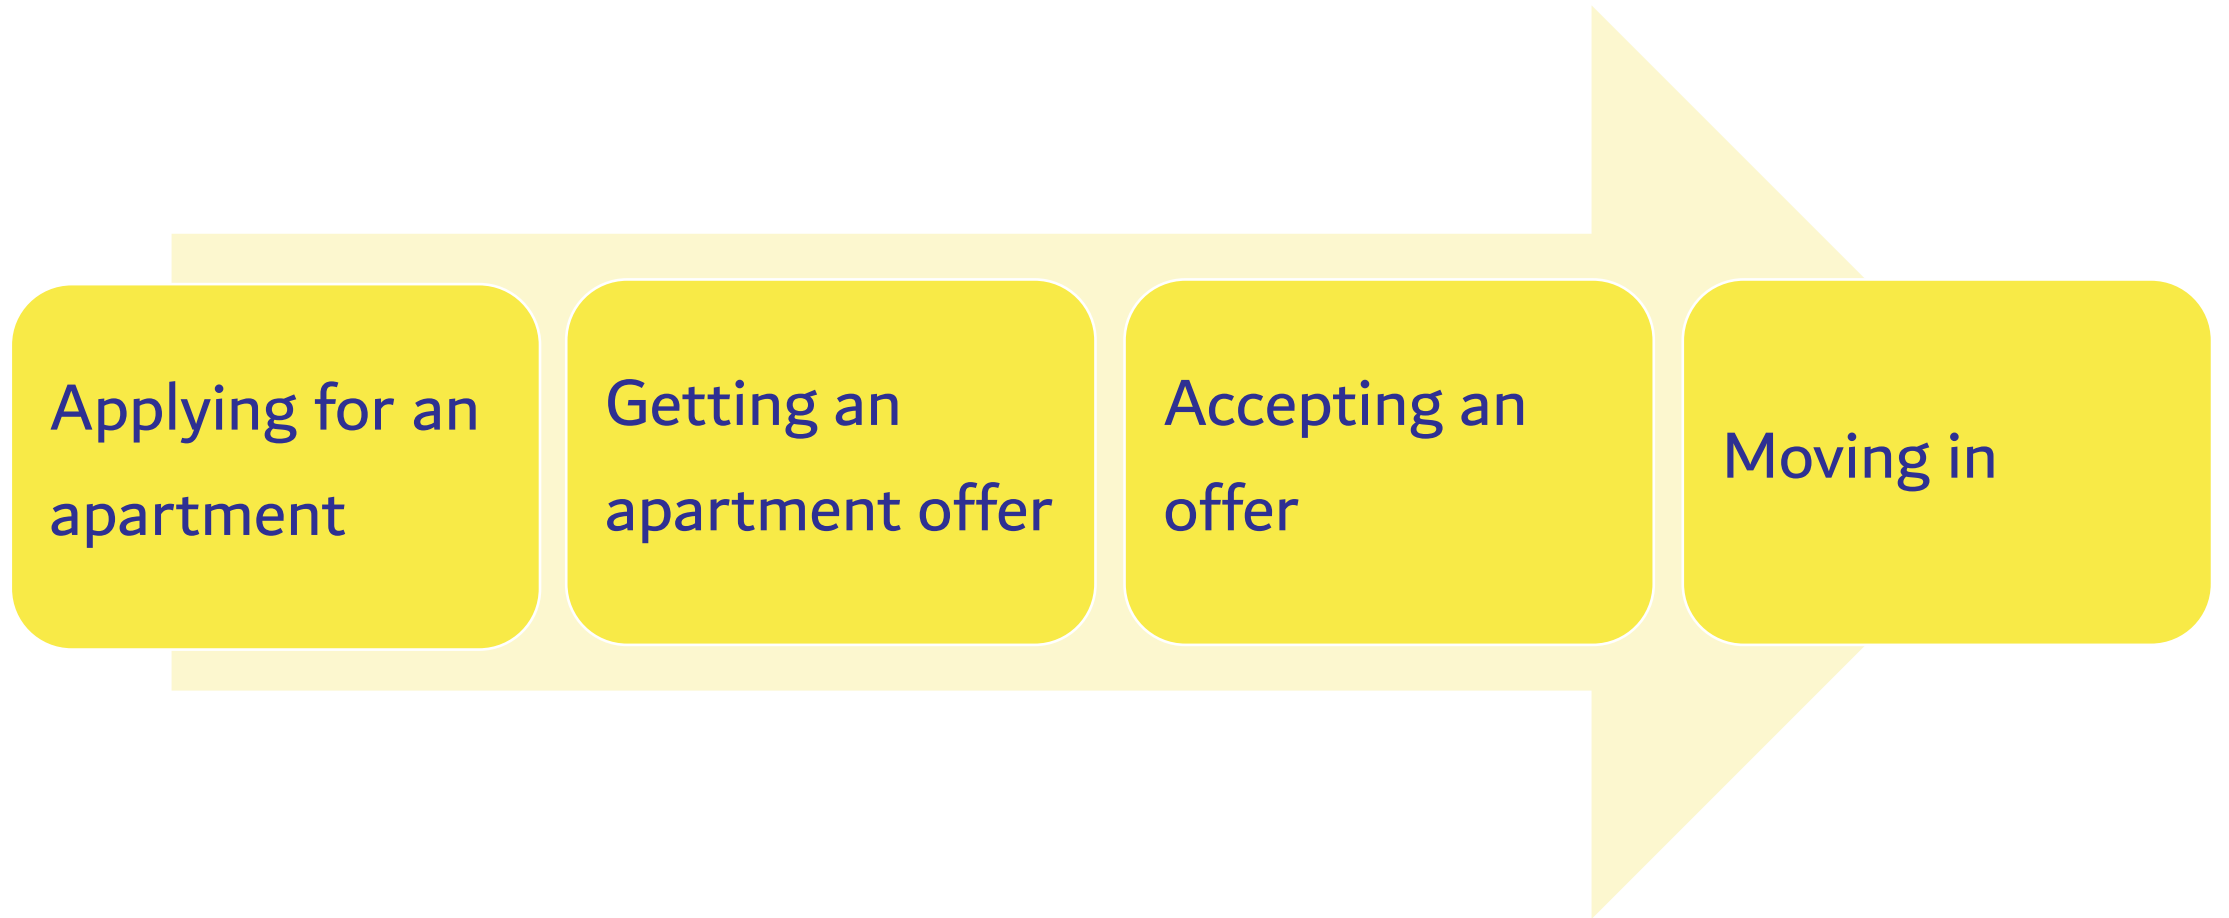 Applying for an
apartment
Getting an
apartment offer
Accepting an
offer
Moving in